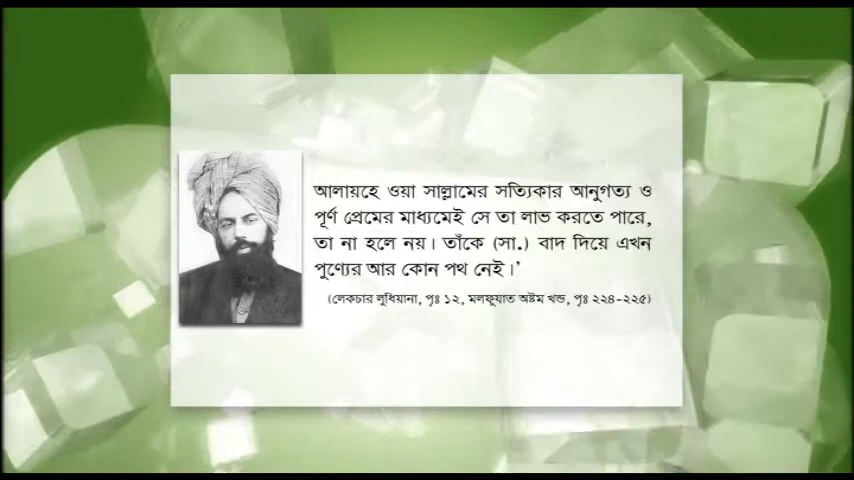 আলায়হে ওয়া সাল্লামের সত্যিকার আনুগত্য ও
পূর্ণ প্রেমের মাধ্যমেই সে তা লাভ করতে পারে,
তা না হলে নয়। তাঁকে (সা.) বাদ দিয়ে এখন
পুণ্যের আর কোন পথ নেই।’
(লেকচার লুধিয়ানা, পৃঃ ১২, মলফূযাত অষ্টম খন্ড, পৃঃ ২২৪-২২৫)